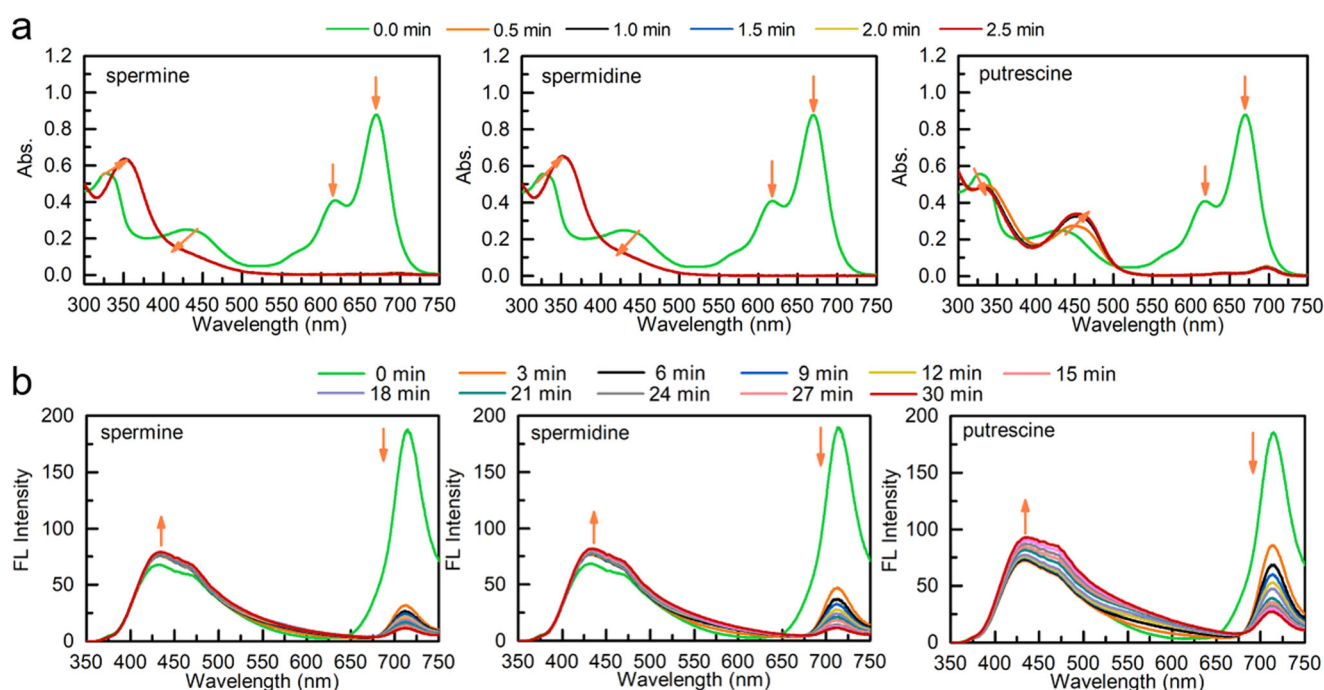 a
0.0 min 0.5 min 1.0 min 1.5 min 2.0 min 2.5 min
spermine spermidine putrescine
1.2 1.2 1.2
1.0 1.0 1.0
0.8 0.8 0.8
0.6 0.6 0.6
0.4 0.4 0.4
0.2 0.2 0.2
0.0 0.0 0.0
Abs. Abs. Abs.
300 350 400 450 500 550 600 650 700 750 300 350 400 450 500 550 600 650 700 750 300 350 400 450 500 550 600 650 700 750
Wavelength (nm) Wavelength (nm) Wavelength (nm)
b
0 min 3 min 6 min 9 min 12 min 15 min
18 min 21 min 24 min 27 min 30 min
spermine spermidine putrescine
200 200 200
150 150 150
100 100 100
50 50 50
0 0 0
FL Intensity FL Intensity FL Intensity
350 400 450 500 550 600 650 700 750 350 400 450 500 550 600 650 700 750 350 400 450 500 550 600 650 700 750
Wavelength (nm) Wavelength (nm) Wavelength (nm)